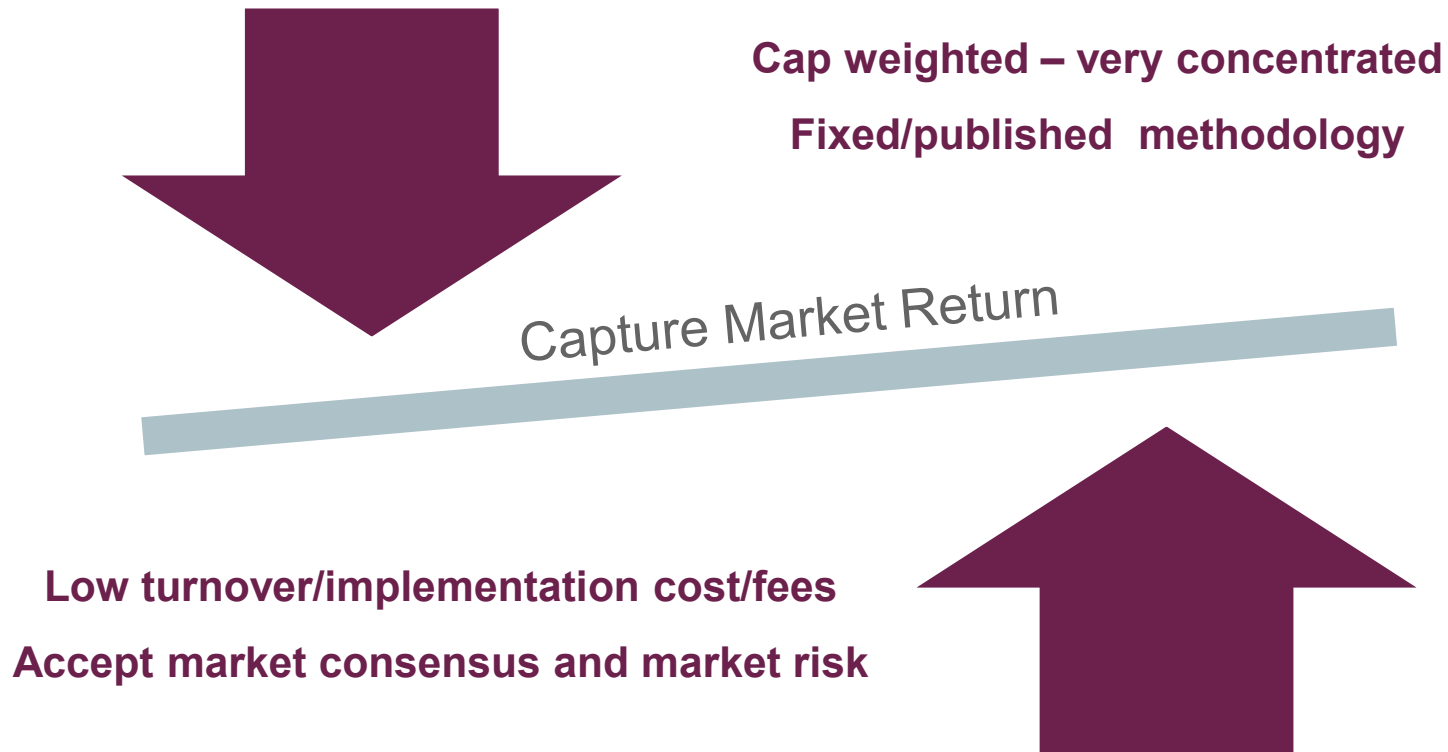 Cap weighted – very concentrated
Fixed/published methodology
Capture Market Return
Low turnover/implementation cost/fees
Accept market consensus and market risk